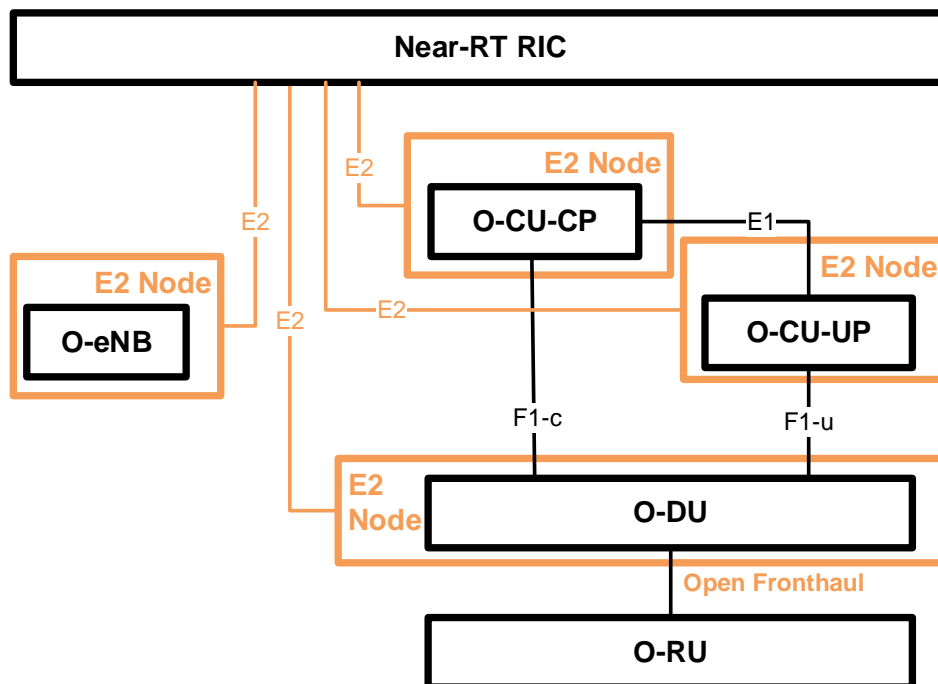 Near-RT RIC
E2
E2 Node
O-CU-CP
E1
E2
E2 Node
E2 Node
O-eNB
E2
E2
O-CU-UP
F1-c
F1-u
E2
Node
O-DU
Open Fronthaul
O-RU